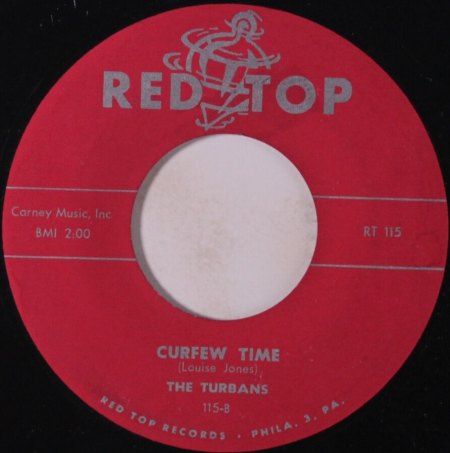 RED TOP
Carney Music, Inc
BMI 2:00
RT 115
CURFEW TIME
(Louise Jones)
THE TURBANS
115-B
RED TOP RECORDS • PHILA. 3, PA.